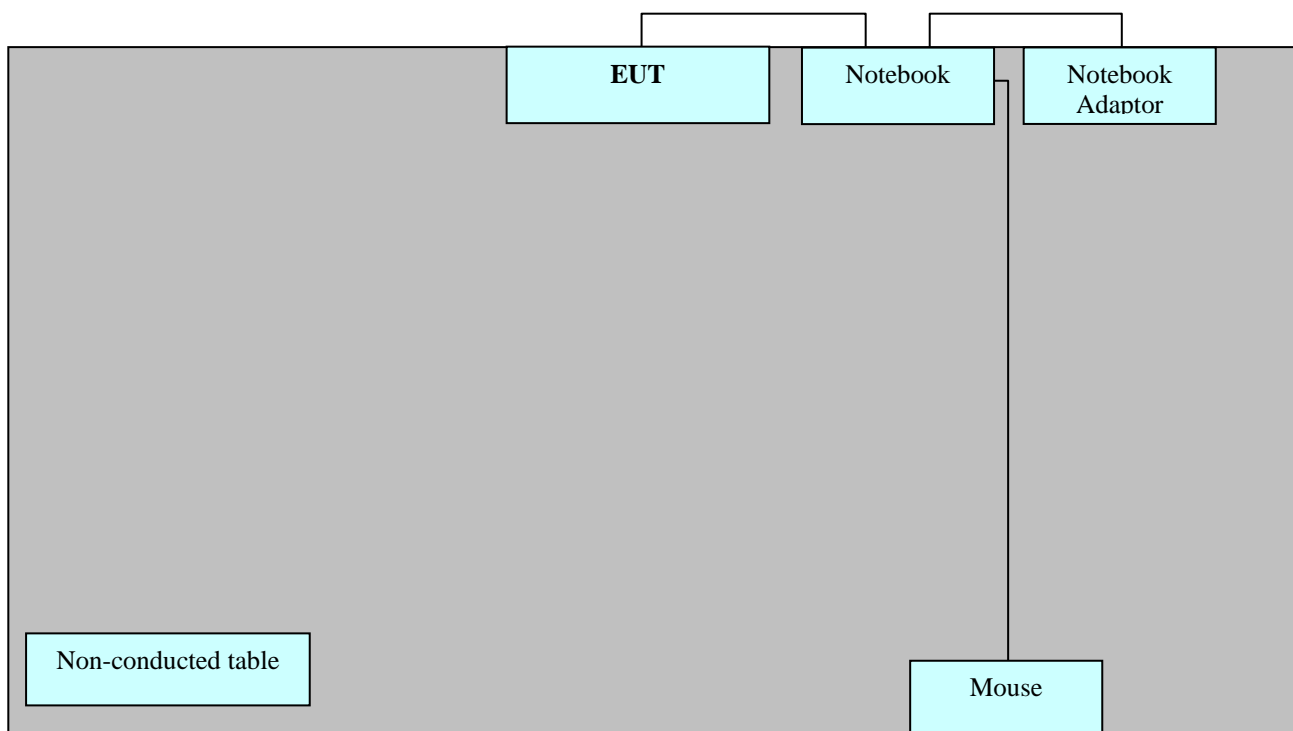 EUT
Notebook
Notebook
Adaptor
Non-conducted table
Mouse